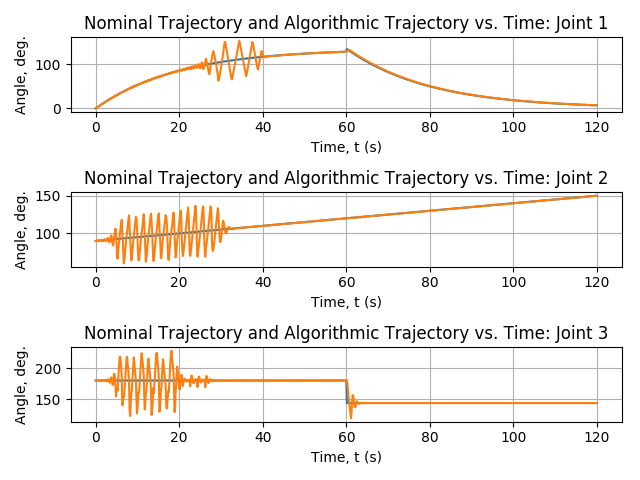 Nominal Trajectory and Algorithmic Trajectory vs. Time: Joint 1
Angle, deg.
100
0
0 20 40 60 80 100 120
Time, t (s)
Nominal Trajectory and Algorithmic Trajectory vs. Time: Joint 2
Angle, deg.
150
100
0 20 40 60 80 100 120
Time, t (s)
Nominal Trajectory and Algorithmic Trajectory vs. Time: Joint 3
Angle, deg.
200
150
0 20 40 60 80 100 120
Time, t (s)